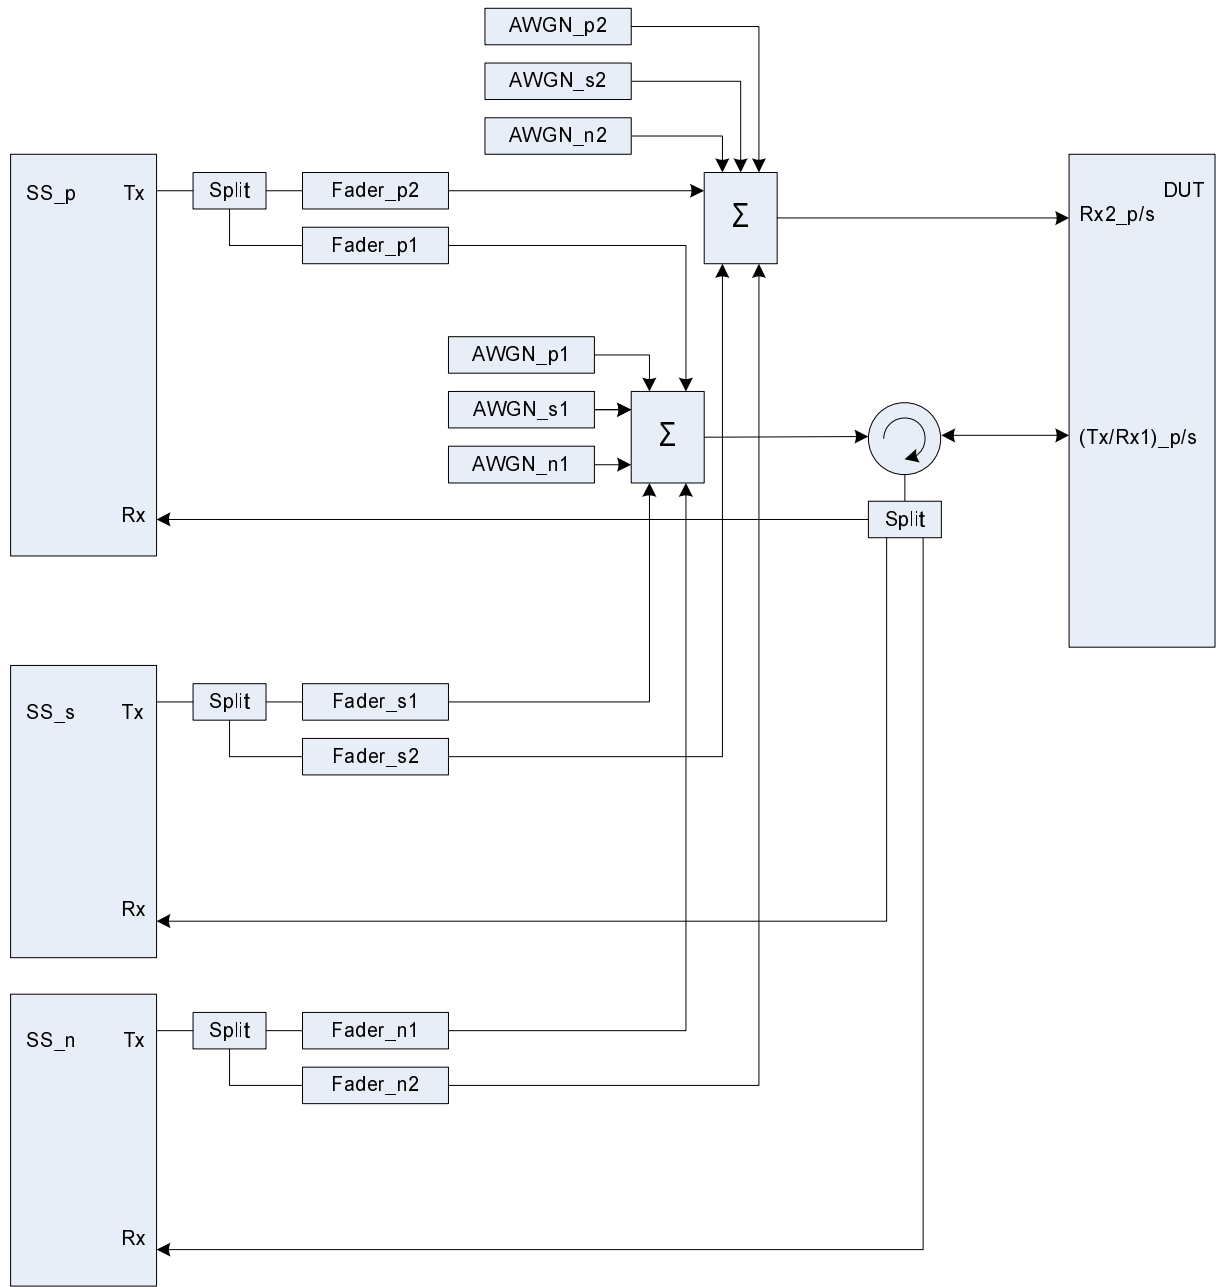 AWGN_p2
AWGN_s2
AWGN_n2
SS_p
Tx
Split
Fader_p2
Fader_p1
Σ
DUT
Rx2_p/s
AWGN_p1
AWGN_s1
AWGN_n1
Σ
(Tx/Rx1)_p/s
Rx
Split
SS_s
Tx
Split
Fader_s1
Fader_s2
Rx
SS_n
Tx
Split
Fader_n1
Fader_n2
Rx